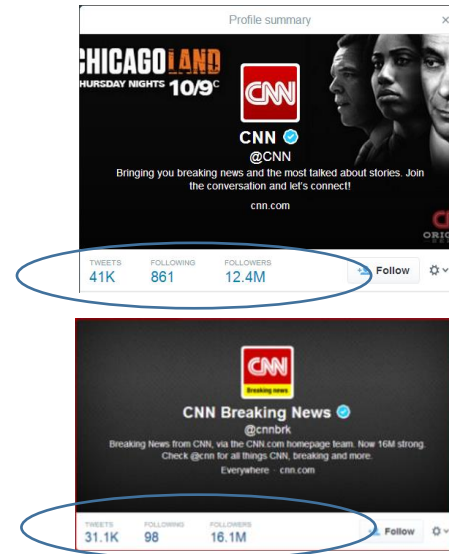 Profile summary
×
CHICAGOLAND
THURSDAY NIGHTS 10/9C
CNN
CNN
@CNN
Bringing you breaking news and the most talked about stories. Join
the conversation and let's connect!
cnn.com
TWEETS FOLLOWING FOLLOWERS
41K 861 12.4M
Follow
CNN
Breaking news
CNN Breaking News
@cnnbrk
Breaking News from CNN, via the CNN.com homepage team. Now 16M strong.
Check @cnn for all things CNN, breaking and more.
Everywhere · cnn.com
TWEETS FOLLOWING FOLLOWERS
31.1K 98 16.1M
Follow